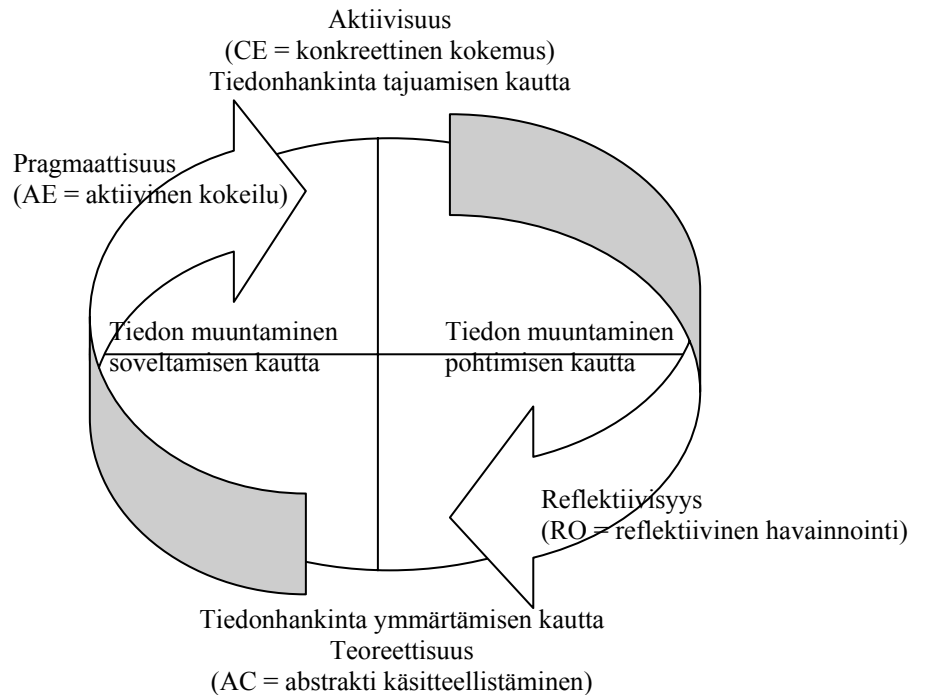 Aktiivisuus
(CE = konkreettinen kokemus)
Tiedonhankinta tajuamisen kautta
Pragmaattisuus
(AE = aktiivinen kokeilu)
Tiedon muuntaminen
soveltamisen kautta
Tiedon muuntaminen
pohtimisen kautta
Reflektiivisyys
(RO = reflektiivinen havainnointi)
Tiedonhankinta ymmärtämisen kautta
Teoreettisuus
(AC = abstrakti käsitteellistäminen)